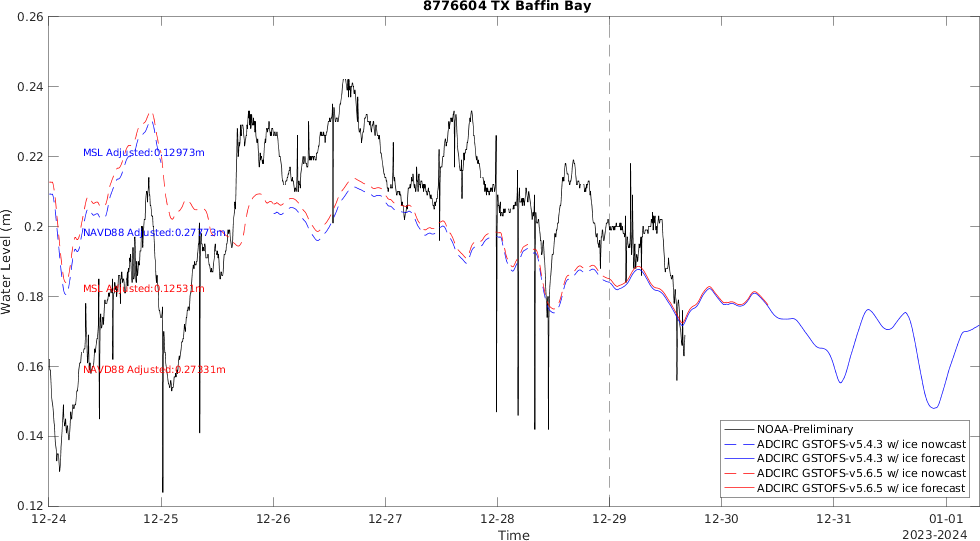 8776604 TX Baffin Bay
0.26
0.24
0.22
0.2
0.18
0.16
0.14
0.12
Water Level (m)
MSL Adjusted:0.12973m
NAVD88 Adjusted:0.27773m
MSL Adjusted:0.12531m
NAVD88 Adjusted:0.27331m
NOAA-Preliminary
ADCIRC GSTOFS-v5.4.3 w/ ice nowcast
ADCIRC GSTOFS-v5.4.3 w/ ice forecast
ADCIRC GSTOFS-v5.6.5 w/ ice nowcast
ADCIRC GSTOFS-v5.6.5 w/ ice forecast
12-24 12-25 12-26 12-27 12-28 12-29 12-30 12-31 01-01
Time
2023-2024